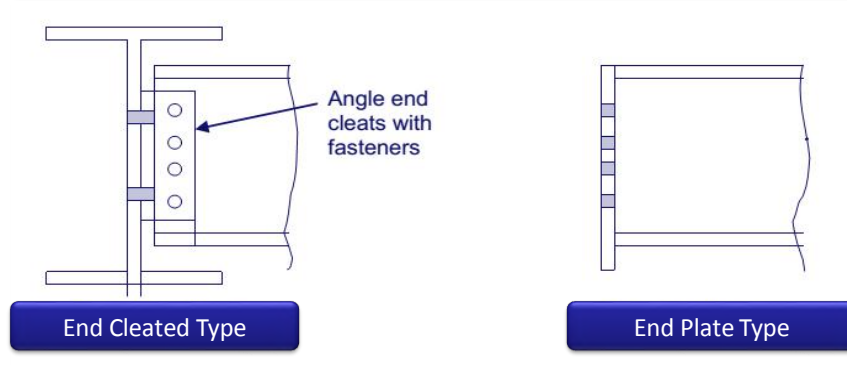 Angle end
cleats with
fasteners
End Cleated Type
End Plate Type